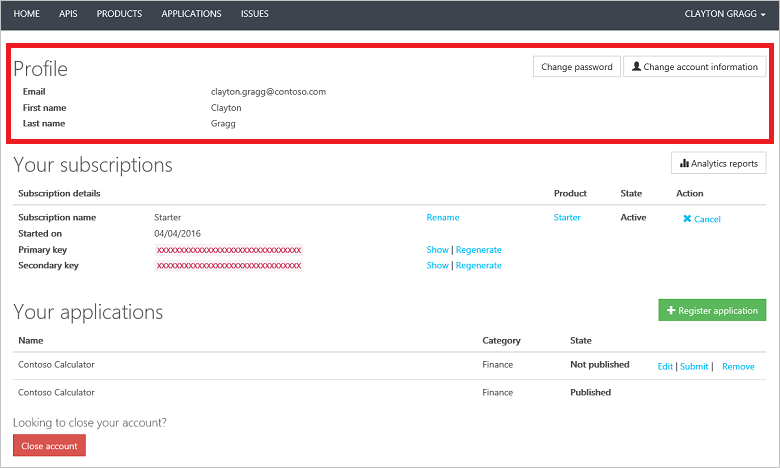 HOME APIS PRODUCTS APPLICATIONS ISSUES CLAYTON GRAGG
Profile Change password Change account information
Email clayton.gragg@contoso.com
First name Clayton
Last name Gragg
Your subscriptions Analytics reports
Subscription details Product State Action
Subscription name Starter Rename Starter Active Cancel
Started on 04/04/2016
Primary key XXXXXXXXXXXXXXXXXXXXXXXXXXXXXXXX Show | Regenerate
Secondary key XXXXXXXXXXXXXXXXXXXXXXXXXXXXXXXX Show | Regenerate
Your applications Register application
Name Category State
Contoso Calculator Finance Not published Edit | Submit | Remove
Contoso Calculator Finance Published
Looking to close your account?
Close account